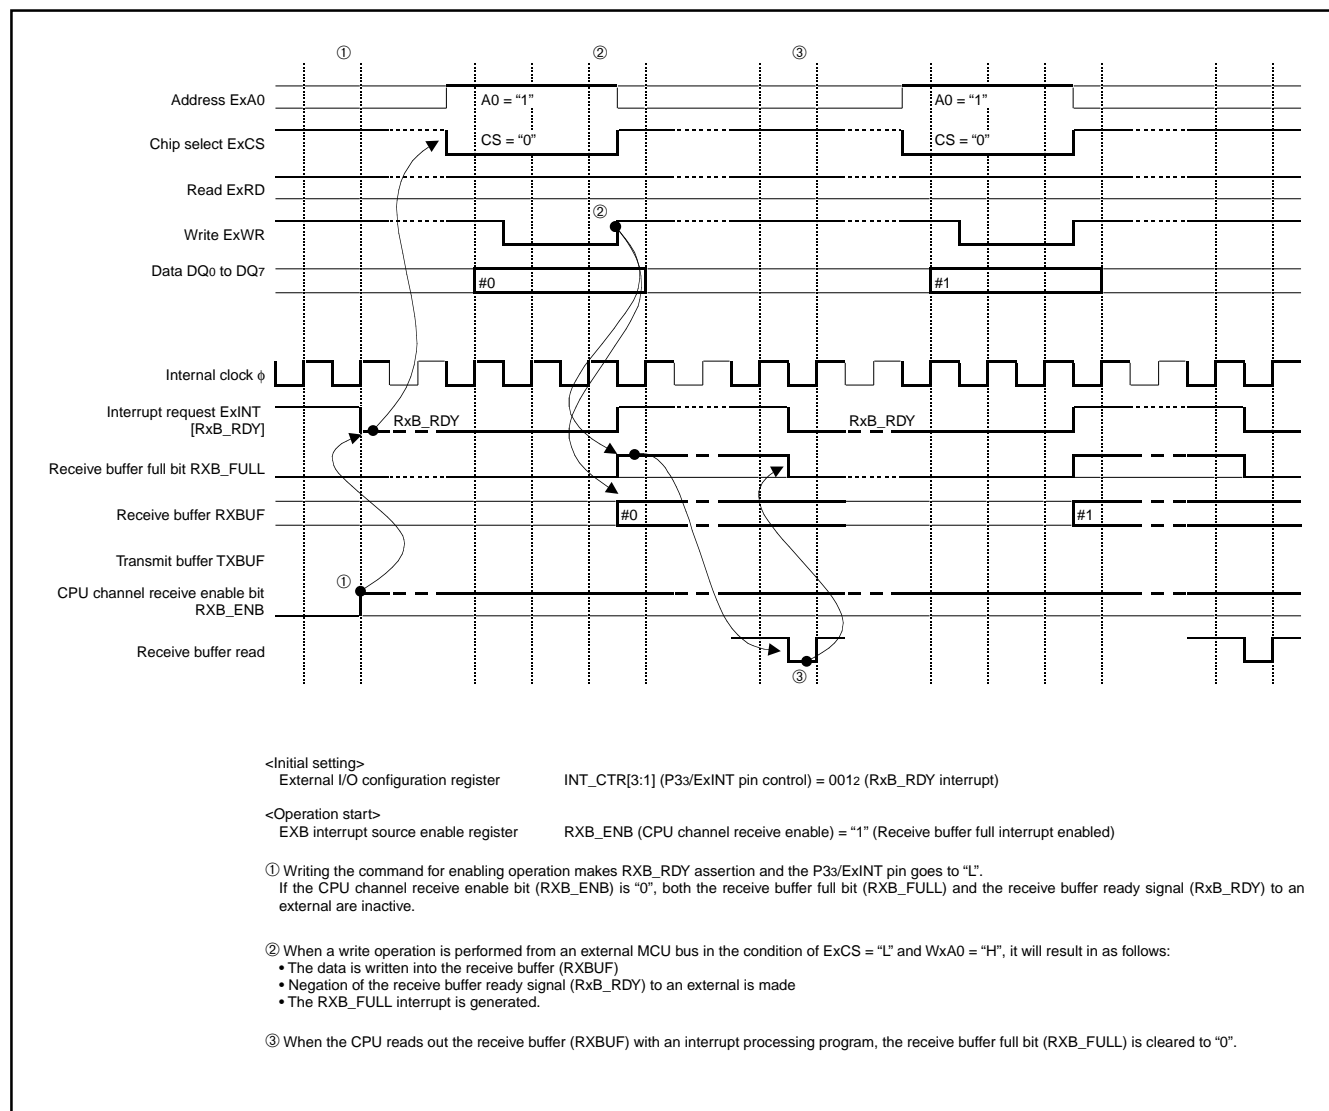 ① ② ③
Address ExA0
A0 = “1” A0 = “1”
Chip select ExCS
CS = “0” CS = “0”
Read ExRD
②
Write ExWR
Data DQ0 to DQ7
#0 #1
Internal clock ϕ
Interrupt request ExINT
[RxB_RDY]
RxB_RDY RxB_RDY
Receive buffer full bit RXB_FULL
Receive buffer RXBUF
#0 #1
Transmit buffer TXBUF
①
CPU channel receive enable bit
RXB_ENB
Receive buffer read
③
<Initial setting>
External I/O configuration register INT_CTR[3:1] (P33/ExINT pin control) = 0012 (RxB_RDY interrupt)
<Operation start>
EXB interrupt source enable register RXB_ENB (CPU channel receive enable) = “1” (Receive buffer full interrupt enabled)
① Writing the command for enabling operation makes RXB_RDY assertion and the P33/ExINT pin goes to “L”.
If the CPU channel receive enable bit (RXB_ENB) is “0”, both the receive buffer full bit (RXB_FULL) and the receive buffer ready signal (RxB_RDY) to an
external are inactive.
② When a write operation is performed from an external MCU bus in the condition of ExCS = “L” and WxA0 = “H”, it will result in as follows:
• The data is written into the receive buffer (RXBUF)
• Negation of the receive buffer ready signal (RxB_RDY) to an external is made
• The RXB_FULL interrupt is generated.
③ When the CPU reads out the receive buffer (RXBUF) with an interrupt processing program, the receive buffer full bit (RXB_FULL) is cleared to “0”.